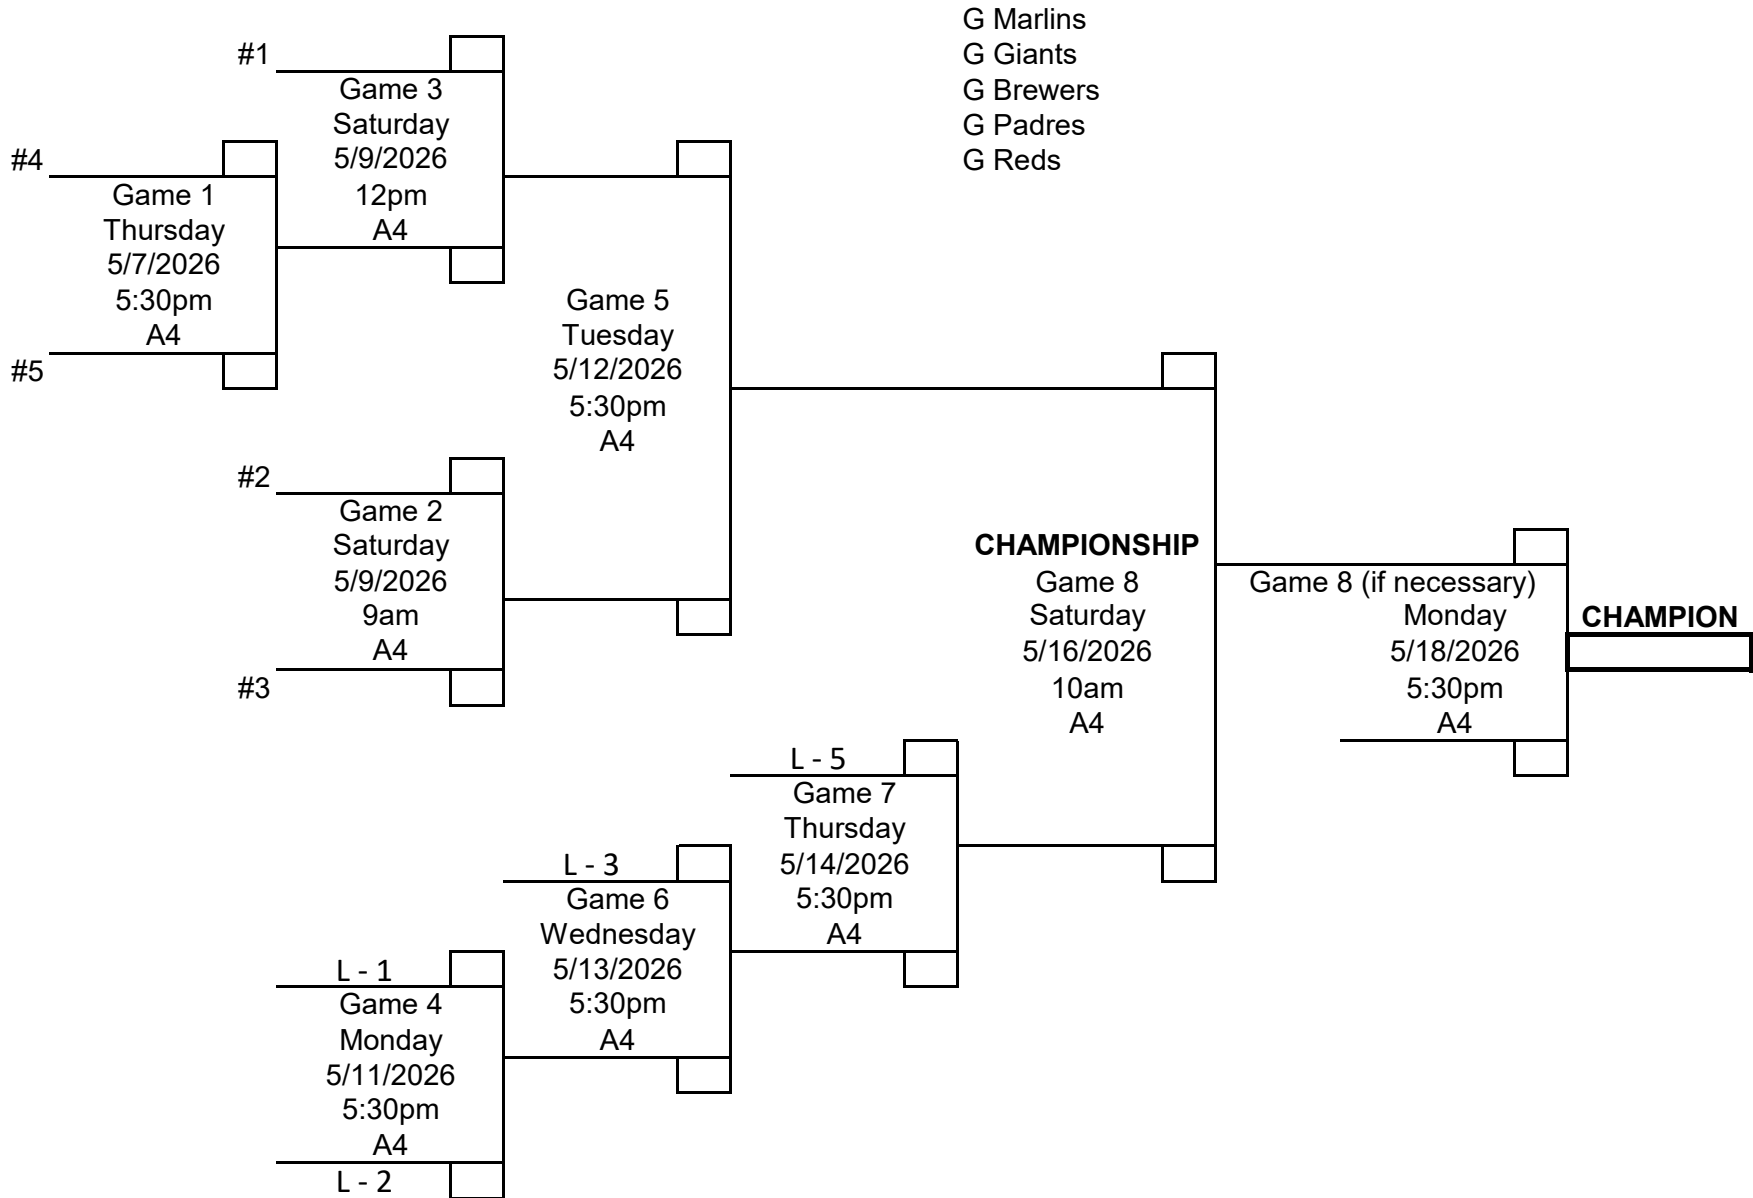 G Marlins
G Giants
G Brewers
G Padres
G Reds
#1
Game 3
Saturday
5/9/2026
12pm
A4
#4
Game 1
Thursday
5/7/2026
5:30pm
A4
#5
Game 5
Tuesday
5/12/2026
5:30pm
A4
#2
Game 2
Saturday
5/9/2026
9am
A4
#3
CHAMPIONSHIP
Game 8
Saturday
5/16/2026
10am
A4
Game 8 (if necessary)
Monday
5/18/2026
5:30pm
A4
CHAMPION
L - 5
Game 7
Thursday
5/14/2026
5:30pm
A4
L - 3
Game 6
Wednesday
5/13/2026
5:30pm
A4
L - 1
Game 4
Monday
5/11/2026
5:30pm
A4
L - 2